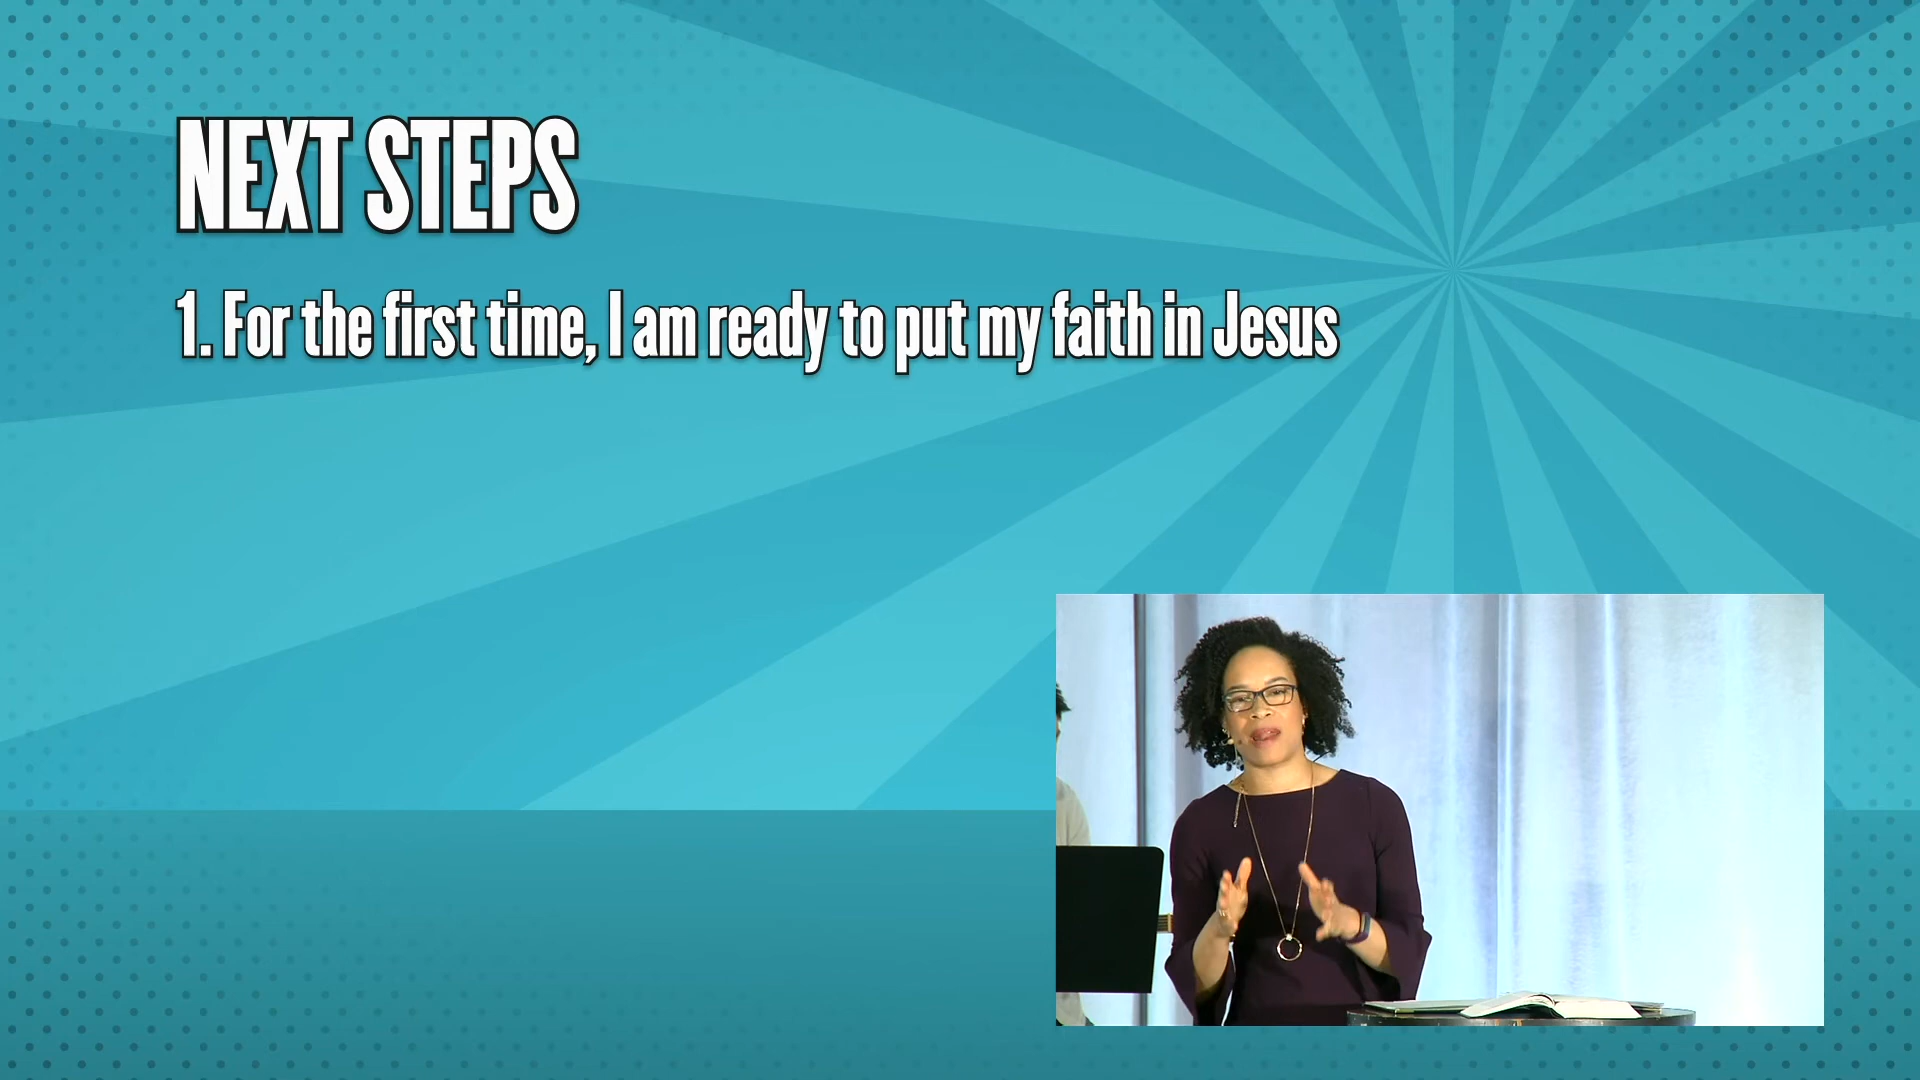 NEXT STEPS
1. For the first time, I am ready to put my faith in Jesus